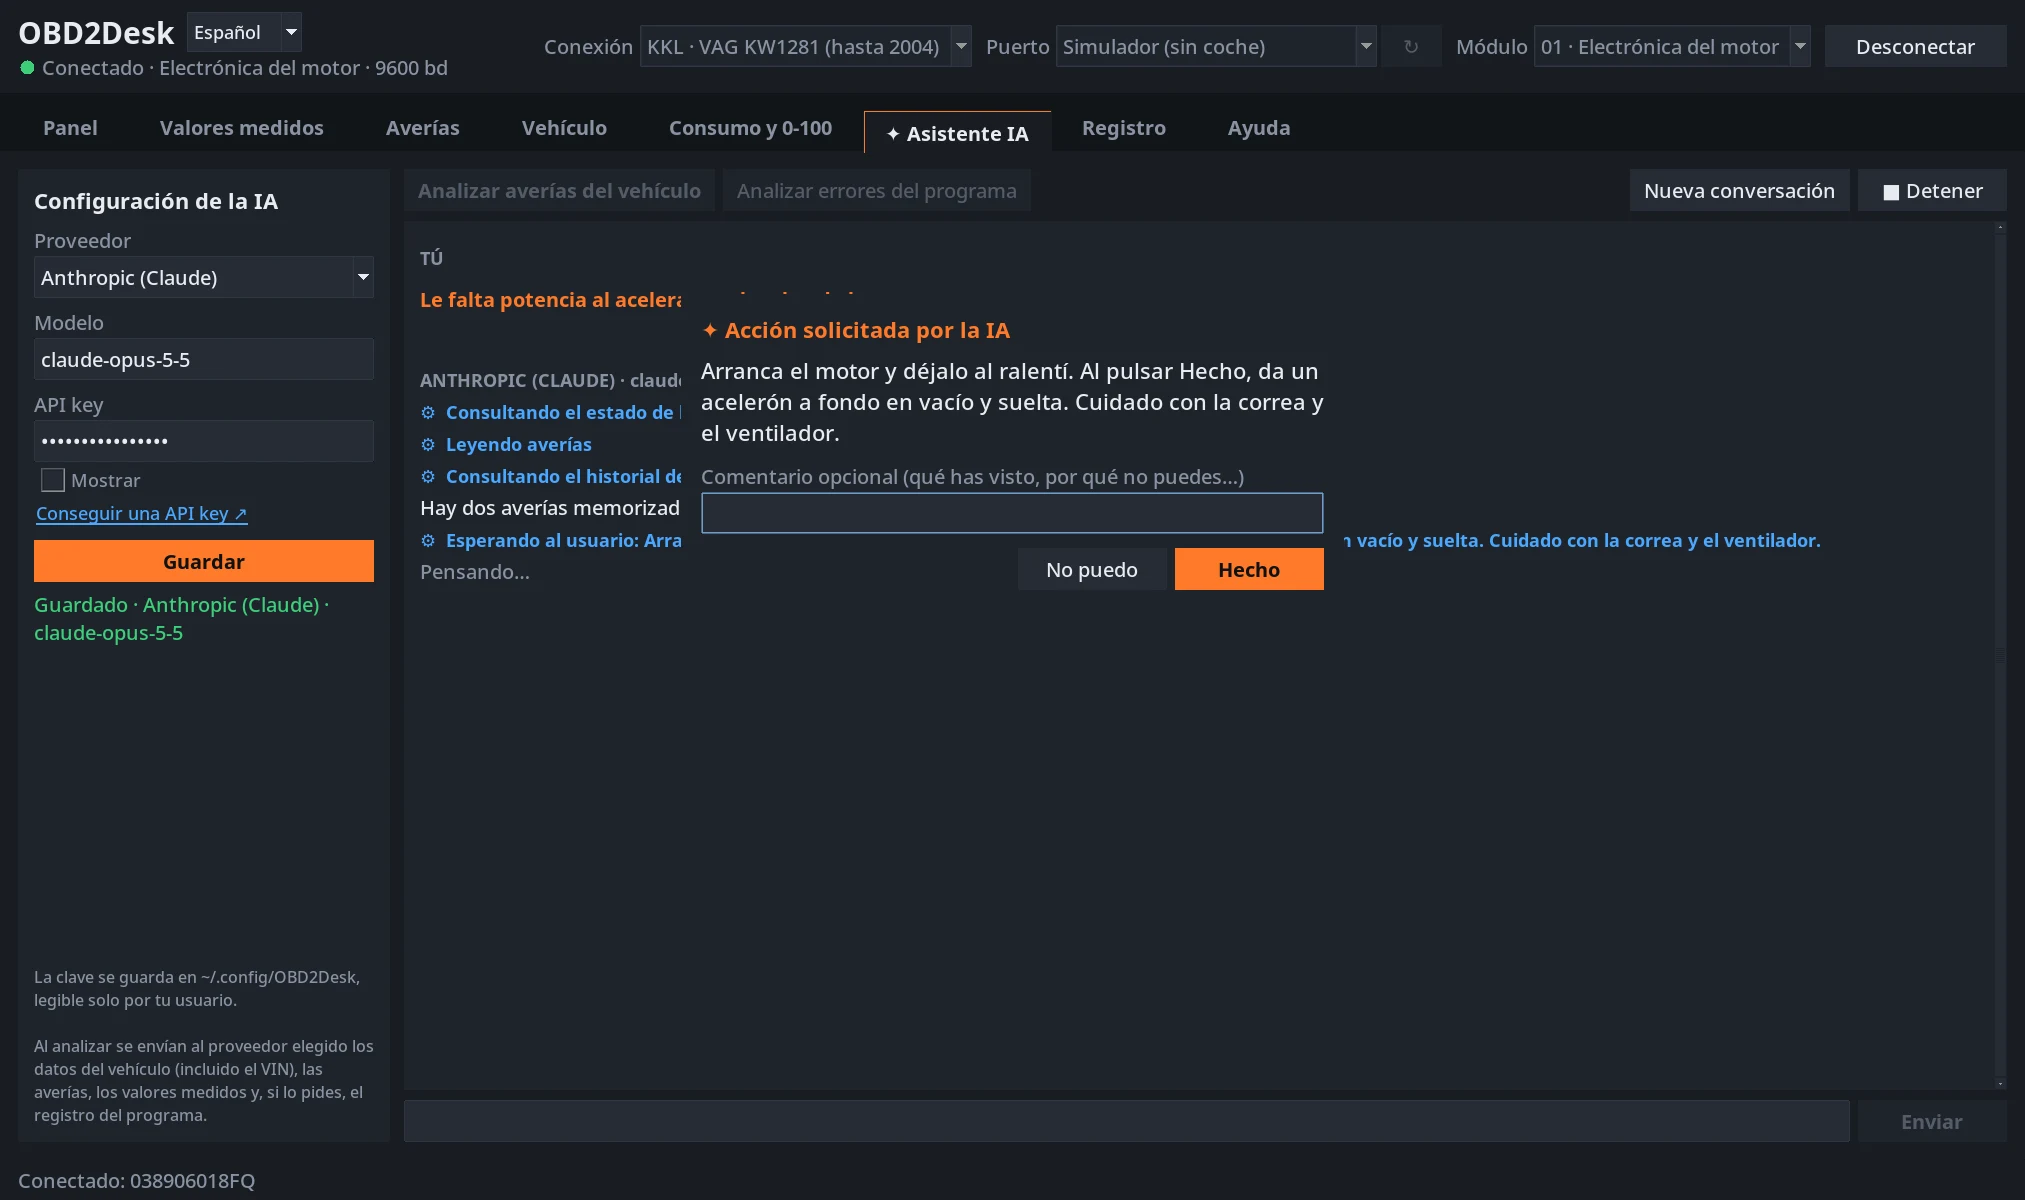 OBD2Desk
Español
Conexión
KKL · VAG KW1281 (hasta 2004)
Puerto
Simulador (sin coche)
↻
Módulo
01 · Electrónica del motor
Desconectar
Conectado · Electrónica del motor · 9600 bd
Panel
Valores medidos
Averías
Vehículo
Consumo y 0-100
✦ Asistente IA
Registro
Ayuda
Configuración de la IA
Proveedor
Anthropic (Claude)
Modelo
claude-opus-5-5
API key
••••••••••••••••
Mostrar
Conseguir una API key ↗
Guardar
Guardado · Anthropic (Claude) ·
claude-opus-5-5
La clave se guarda en ~/.config/OBD2Desk,
legible solo por tu usuario.
Al analizar se envían al proveedor elegido los
datos del vehículo (incluido el VIN), las
averías, los valores medidos y, si lo pides, el
registro del programa.
Analizar averías del vehículo
Analizar errores del programa
Nueva conversación
■ Detener
TÚ
Le falta potencia al
ANTHROPIC (CLAUDE) ·
⚙ Consultando el estado de
⚙ Leyendo averías
⚙ Consultando el historial
Hay dos averías
⚙ Esperando al usuario:
vacío y suelta. Cuidado con la correa y el ventilador.
Pensando...
✦ Acción solicitada por la IA
Arranca el motor y déjalo al ralentí. Al pulsar Hecho, da un
acelerón a fondo en vacío y suelta. Cuidado con la correa y
el ventilador.
Comentario opcional (qué has visto, por qué no puedes...)
No puedo
Hecho
Enviar
Conectado: 038906018FQ